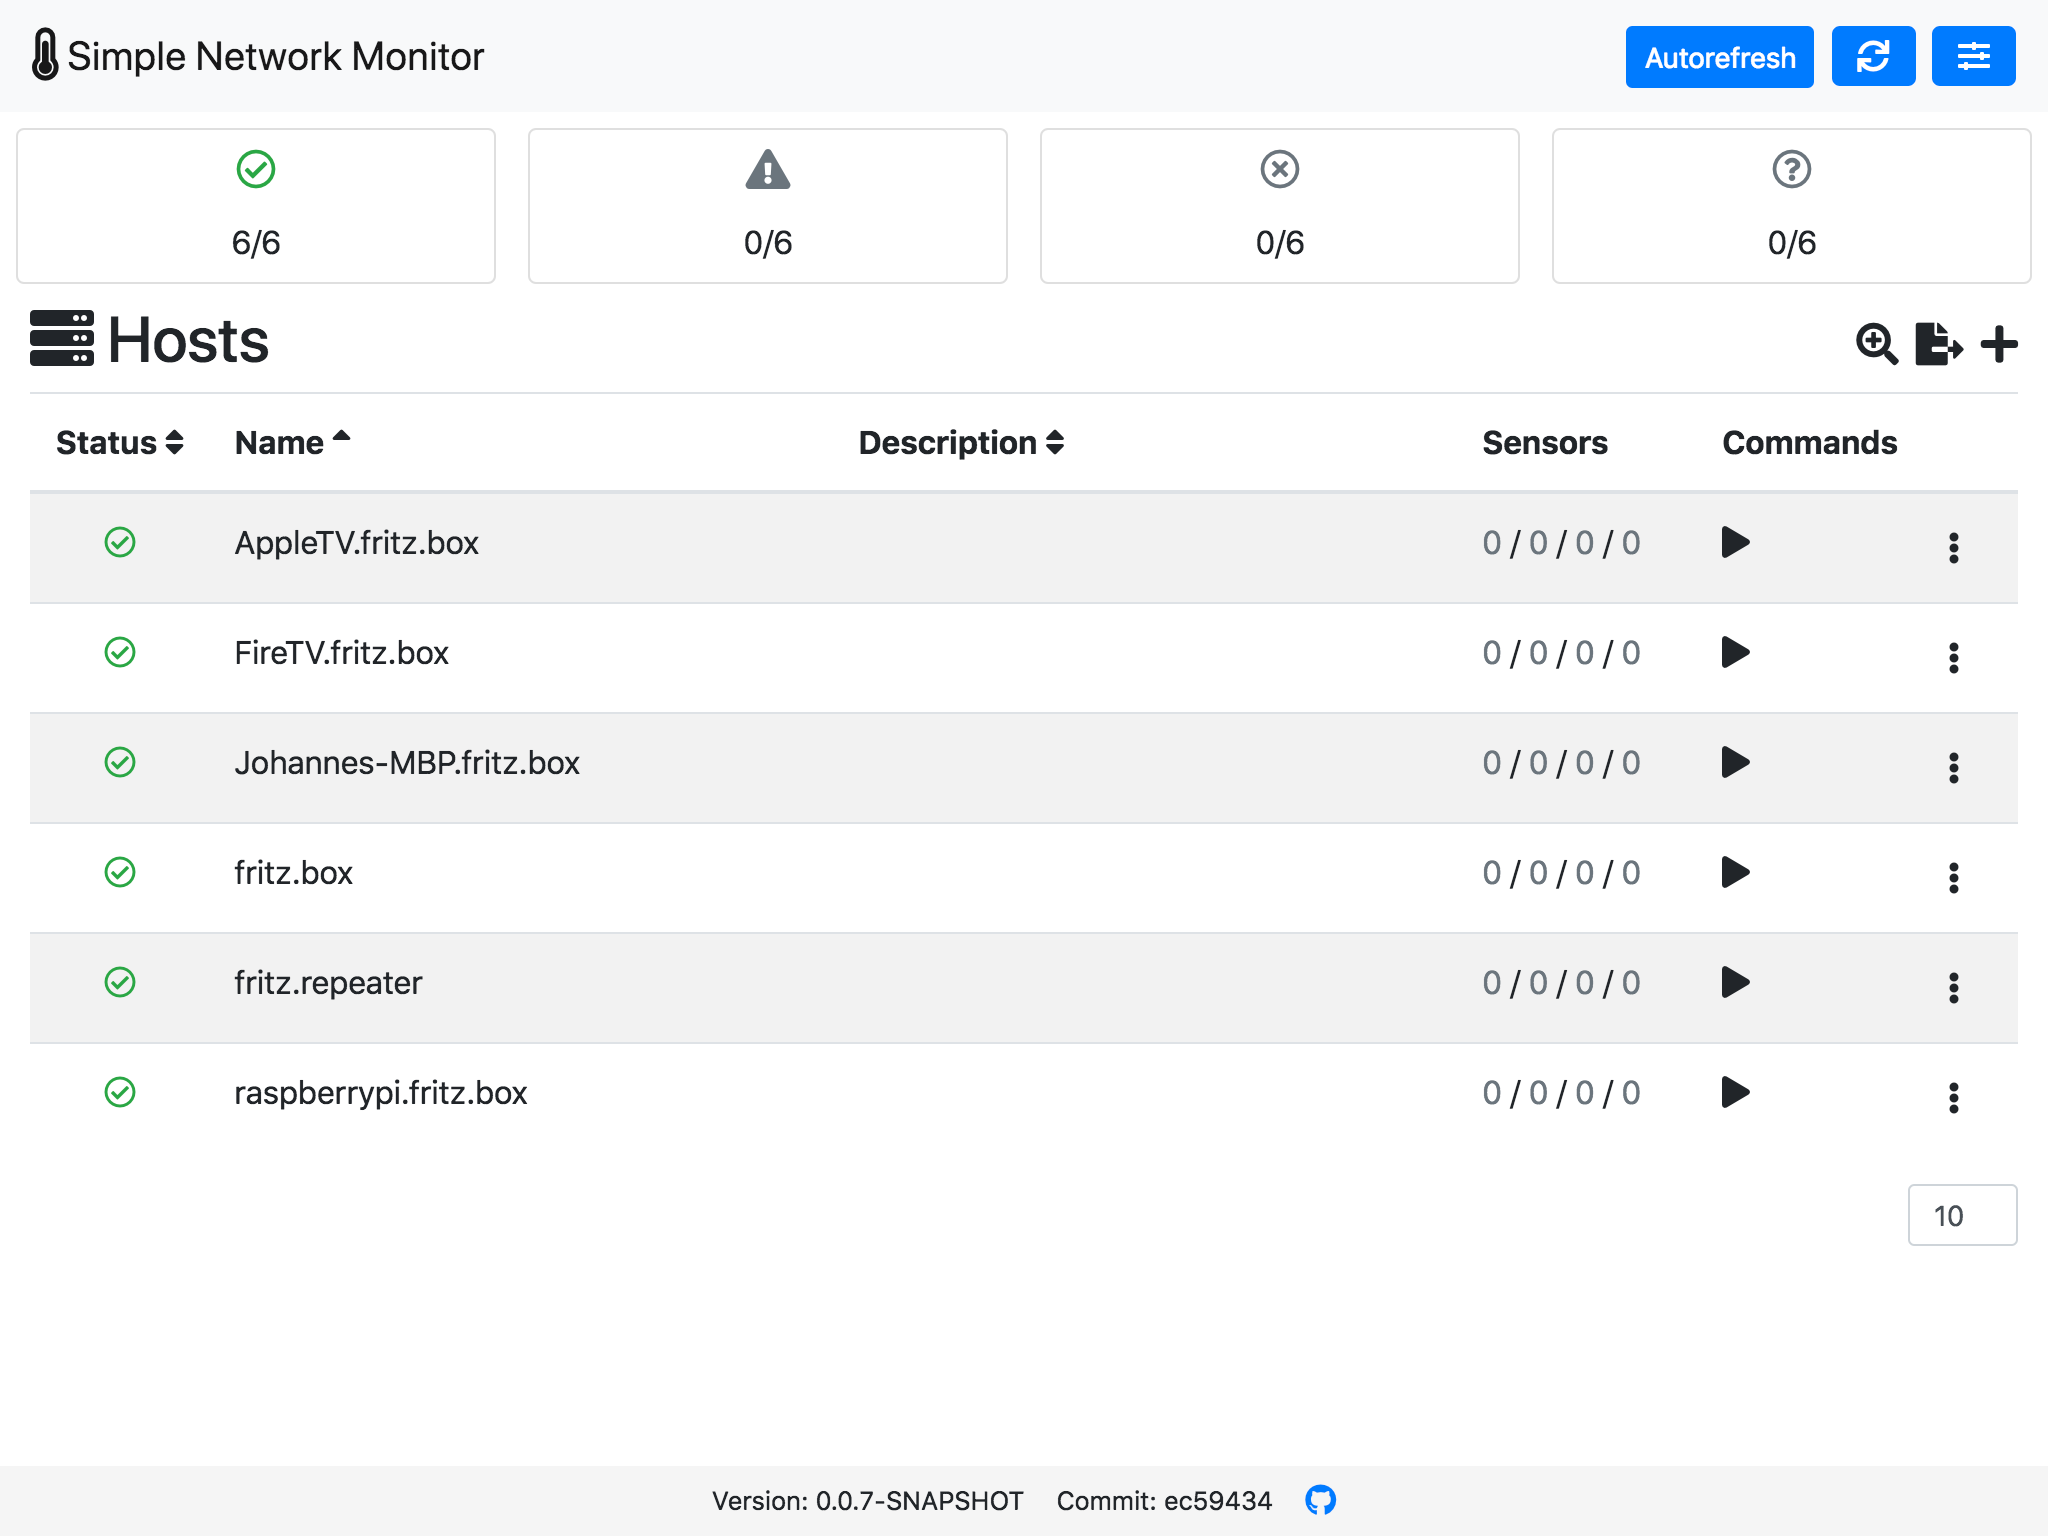 Simple Network Monitor
Autorefresh
6/6 0/6 0/6 0/6
Hosts
Status Name Description Sensors Commands
AppleTV.fritz.box 0 / 0 / 0 / 0
FireTV.fritz.box 0 / 0 / 0 / 0
Johannes-MBP.fritz.box 0 / 0 / 0 / 0
fritz.box 0 / 0 / 0 / 0
fritz.repeater 0 / 0 / 0 / 0
raspberrypi.fritz.box 0 / 0 / 0 / 0
10
Version: 0.0.7-SNAPSHOT Commit: ec59434